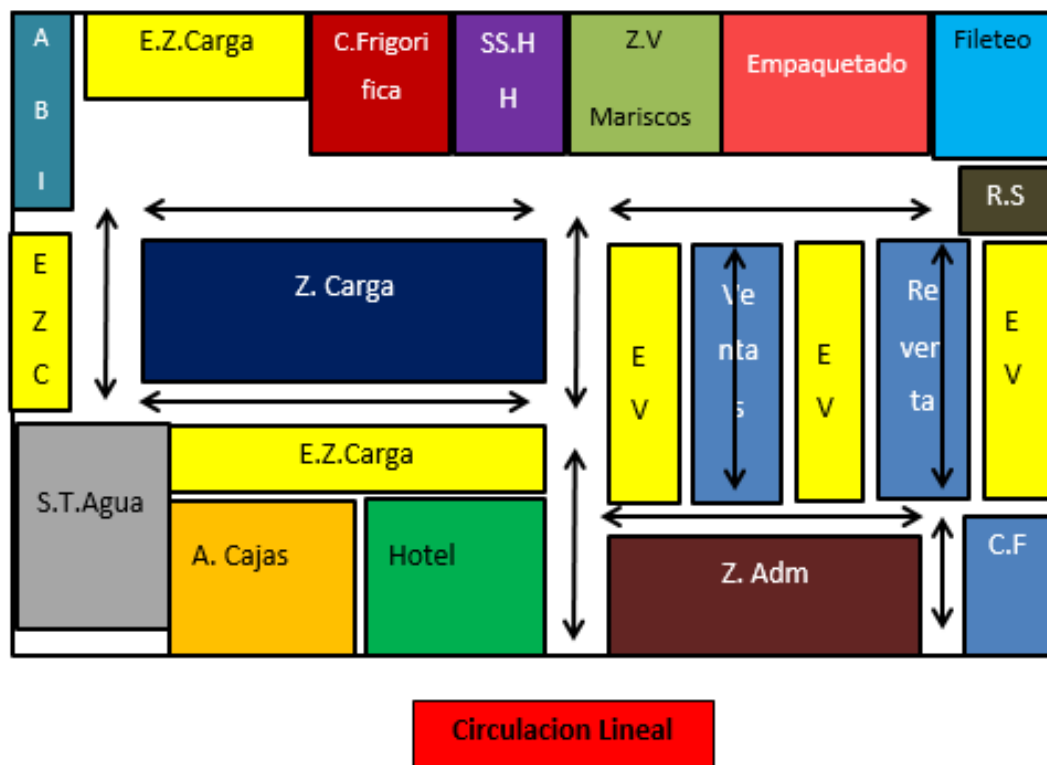 A
B
I
E.Z.Carga
C.Frigori
fica
SS.H
H
Z.V
Mariscos
Empaquetado
Fileteo
R.S
E
Z
C
Z. Carga
E
V
Ve
nta
s
E
V
Re
ven
ta
E
V
S.T.Agua
E.Z.Carga
A. Cajas
Hotel
Z. Adm
C.F
Circulacion Lineal